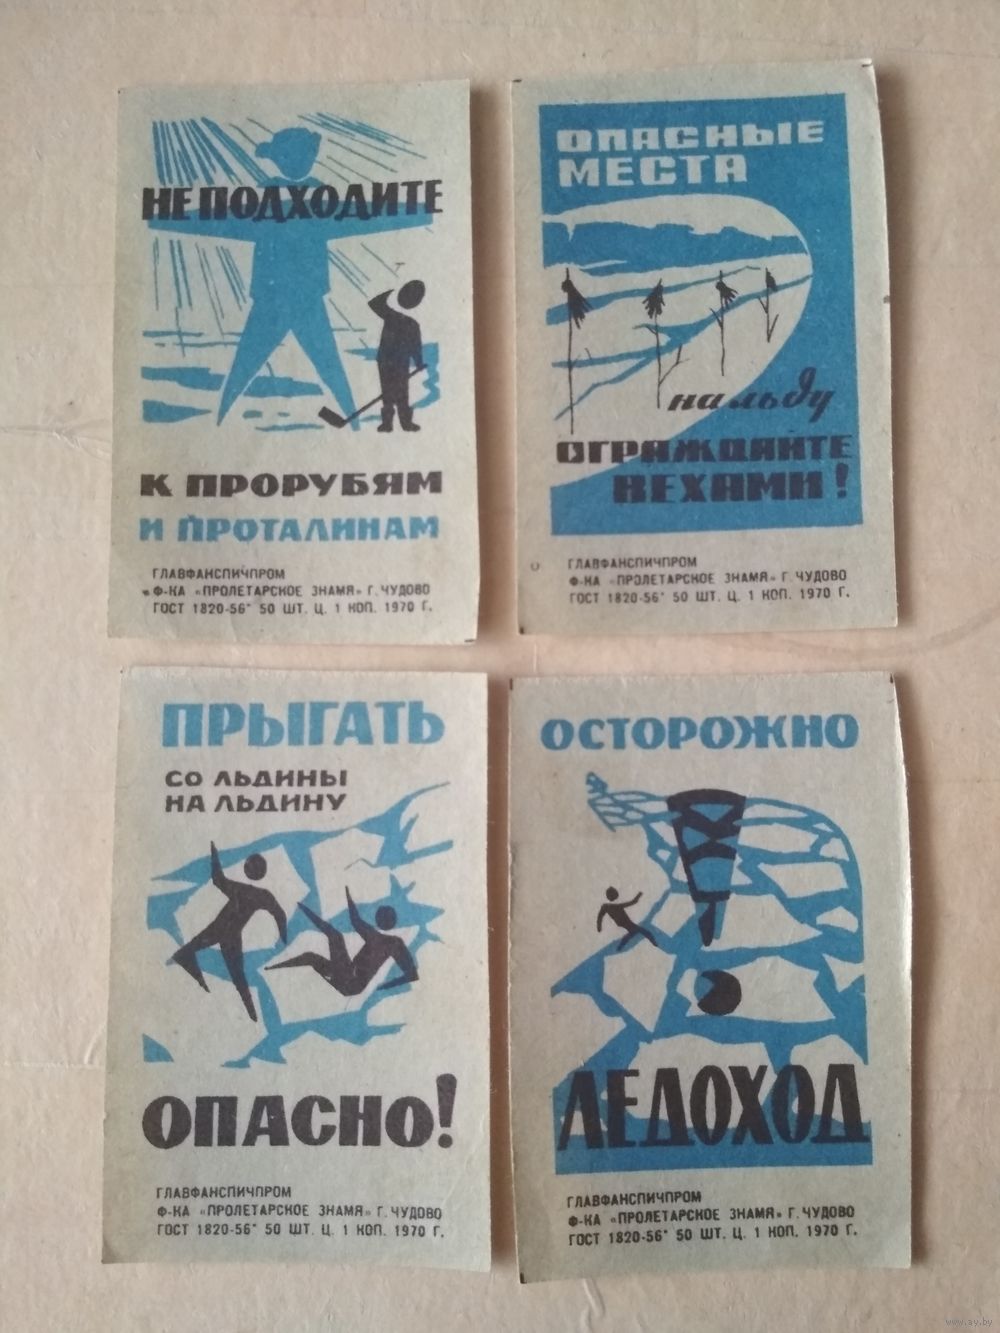 НЕ ПОДХОДИТЕ
К ПРОРУБЯМ
И ПРОТАЛИНАМ
ГЛАВФАНСПИЧПРОМ
Ф-КА «ПРОЛЕТАРСКОЕ ЗНАМЯ» Г. ЧУДОВО
ГОСТ 1820-56* 50 ШТ. Ц. 1 КОП. 1970 Г.
ОПАСНЫЕ
МЕСТА
на льду
ОГРАЖДАЙТЕ
ВЕХАМИ!
ГЛАВФАНСПИЧПРОМ
Ф-КА «ПРОЛЕТАРСКОЕ ЗНАМЯ» Г. ЧУДОВО
ГОСТ 1820-56* 50 ШТ. Ц. 1 КОП. 1970 Г.
ПРЫГАТЬ
СО ЛЬДИНЫ
НА ЛЬДИНУ
ОПАСНО!
ГЛАВФАНСПИЧПРОМ
Ф-КА «ПРОЛЕТАРСКОЕ ЗНАМЯ» Г. ЧУДОВО
ГОСТ 1820-56* 50 ШТ. Ц. 1 КОП. 1970 Г.
ОСТОРОЖНО
ЛЕДОХОД
ГЛАВФАНСПИЧПРОМ
Ф-КА «ПРОЛЕТАРСКОЕ ЗНАМЯ» Г. ЧУДОВО
ГОСТ 1820-56* 50 ШТ. Ц. 1 КОП. 1970 Г.
www.ay.by